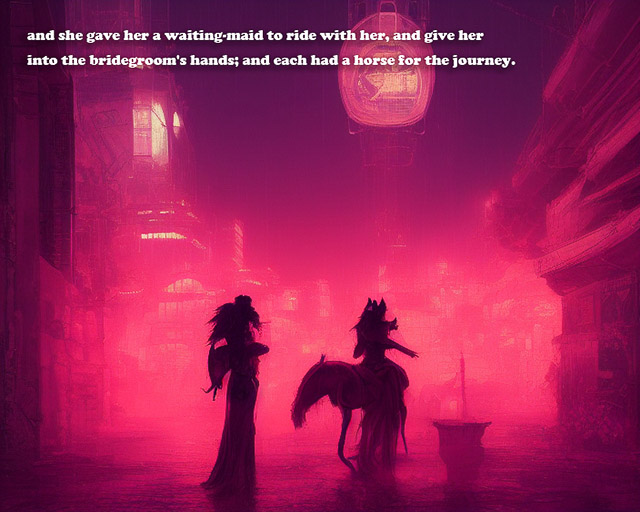 and she gave her a waiting-maid to ride with her, and give her
into the bridegroom's hands; and each had a horse for the journey.